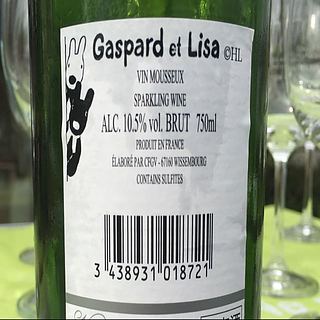 Gaspard et Lisa ©HL
VIN MOUSSEUX
SPARKLING WINE
ALC. 10.5% vol. BRUT 750ml
PRODUIT EN FRANCE
ÉLABORÉ PAR CFGV - 67160 WISSEMBOURG
CONTAINS SULFITES
3 438931 018721